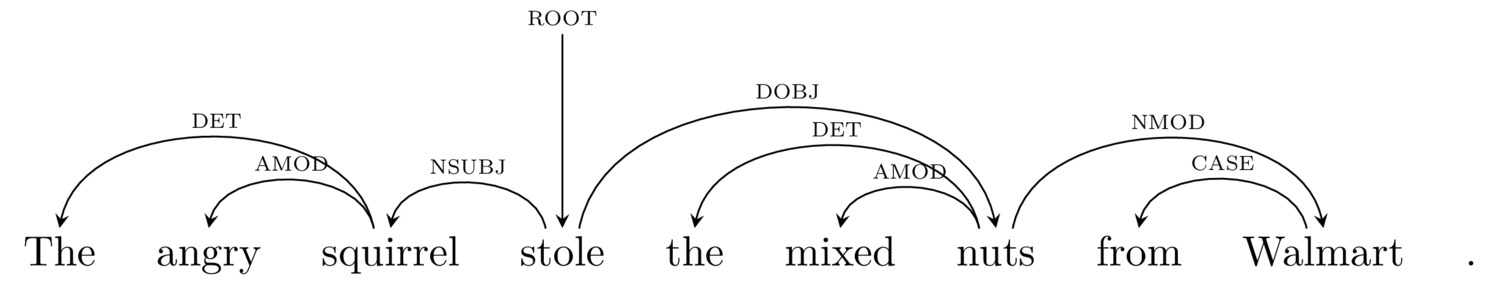 ROOT
DOBJ
DET NMOD
DET
AMOD NSUBJ AMOD CASE
The angry squirrel stole the mixed nuts from Walmart .